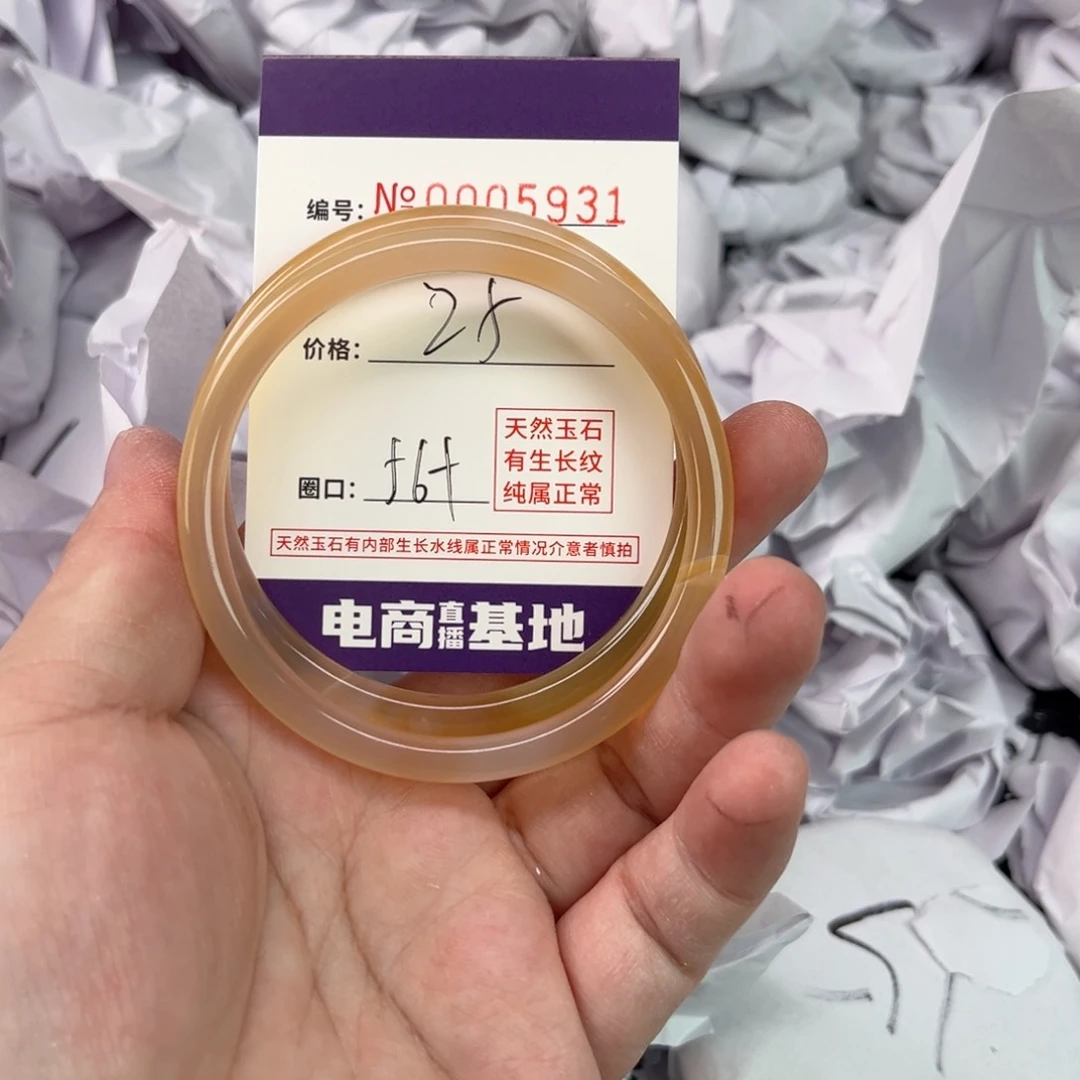 编号: №0005931
价格: 25
天然玉石
有生长纹
纯属正常
圈口:
天然玉石有内部生长水线属正常情况介意者慎拍
电商直播基地